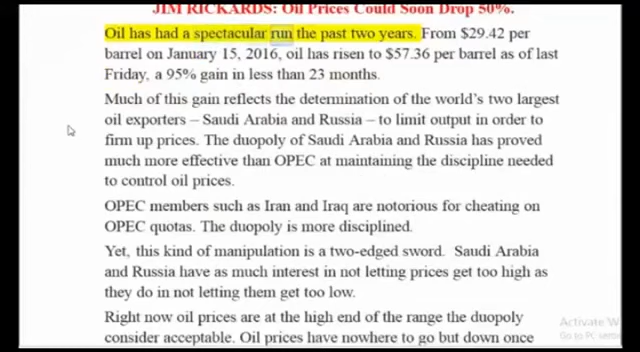 JIM RICKARDS: Oil Prices Could Soon Drop 50%.
Oil has had a spectacular run the past two years. From $29.42 per
barrel on January 15, 2016, oil has risen to $57.36 per barrel as of last
Friday, a 95% gain in less than 23 months.
Much of this gain reflects the determination of the world’s two largest
oil exporters – Saudi Arabia and Russia – to limit output in order to
firm up prices. The duopoly of Saudi Arabia and Russia has proved
much more effective than OPEC at maintaining the discipline needed
to control oil prices.
OPEC members such as Iran and Iraq are notorious for cheating on
OPEC quotas. The duopoly is more disciplined.
Yet, this kind of manipulation is a two-edged sword. Saudi Arabia
and Russia have as much interest in not letting prices get too high as
they do in not letting them get too low.
Right now oil prices are at the high end of the range the duopoly
consider acceptable. Oil prices have nowhere to go but down once
Activate W
Go to PC